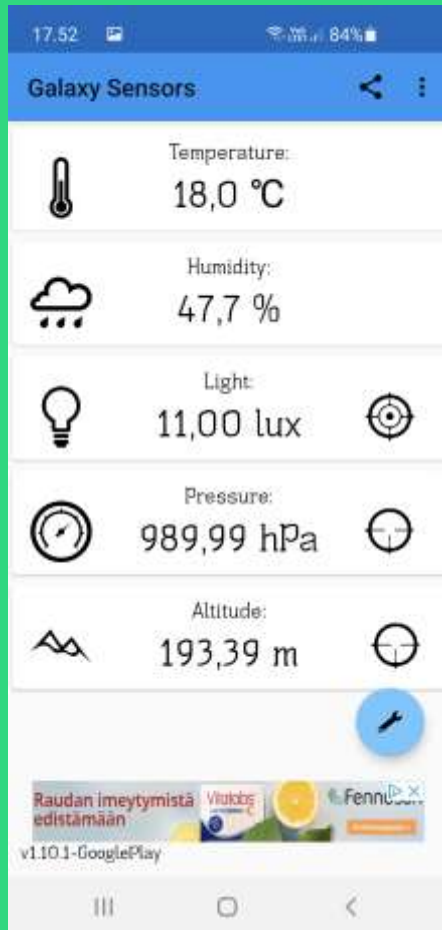 17.52 84%
Galaxy Sensors
Temperature:
18,0 °C
Humidity:
47,7 %
Light:
11,00 lux
Pressure:
989,99 hPa
Altitude:
193,39 m
Raudan imeytymistä
edistämään
Vitatabs
v1.10.1-GooglePlay